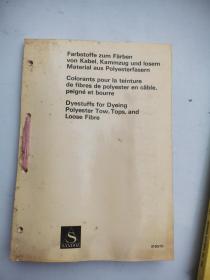 Farbstoffe zum Färben
von Kabel, Kammzug und losem
Material aus Polyesterfasern
Colorants pour la teinture
de fibres de polyester en câble,
peigné et bourre
Dyestuffs for Dyeing
Polyester Tow, Tops, and
Loose Fibre
S
SANDOZ